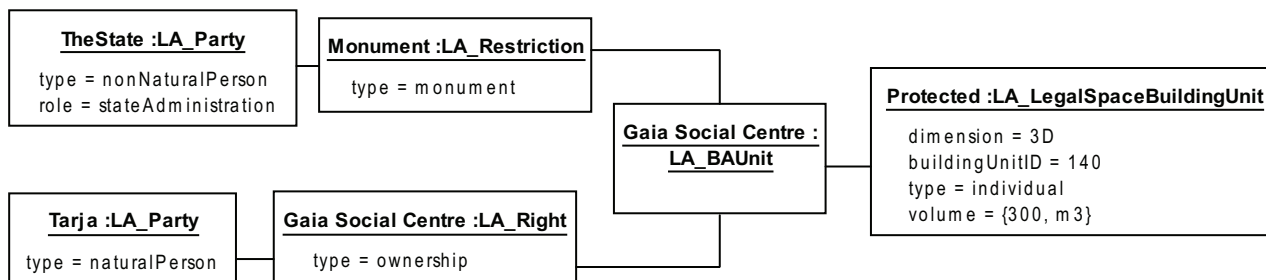 TheState :LA_Party
type = nonNaturalPerson
role = stateAdministration
Monument :LA_Restriction
type = monument
Gaia Social Centre :
LA_BAUnit
Protected :LA_LegalSpaceBuildingUnit
dimension = 3D
buildingUnitID = 140
type = individual
volume = {300, m3}
Tarja :LA_Party
type = naturalPerson
Gaia Social Centre :LA_Right
type = ownership